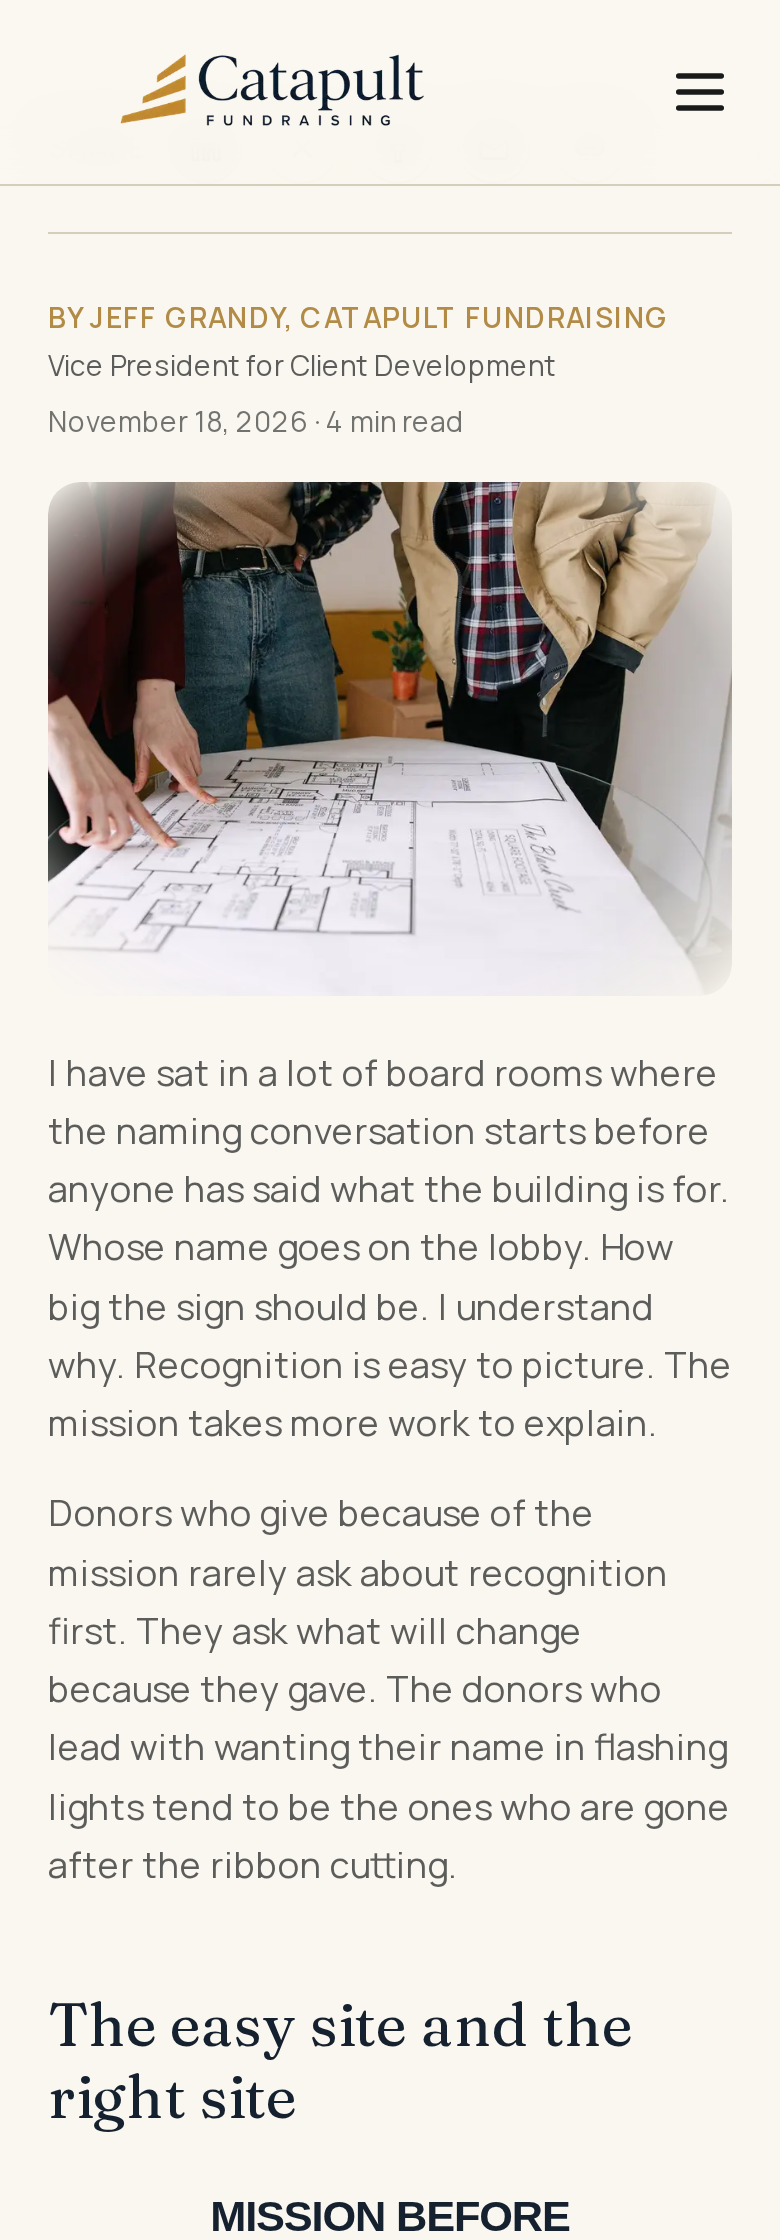 Catapult
FUNDRAISING
BY JEFF GRANDY, CATAPULT FUNDRAISING
Vice President for Client Development
November 18, 2026 · 4 min read
The Black Creek
SQUARE FOOTAGE
I have sat in a lot of board rooms where
the naming conversation starts before
anyone has said what the building is for.
Whose name goes on the lobby. How
big the sign should be. I understand
why. Recognition is easy to picture. The
mission takes more work to explain.
Donors who give because of the
mission rarely ask about recognition
first. They ask what will change
because they gave. The donors who
lead with wanting their name in flashing
lights tend to be the ones who are gone
after the ribbon cutting.
The easy site and the
right site
MISSION BEFORE